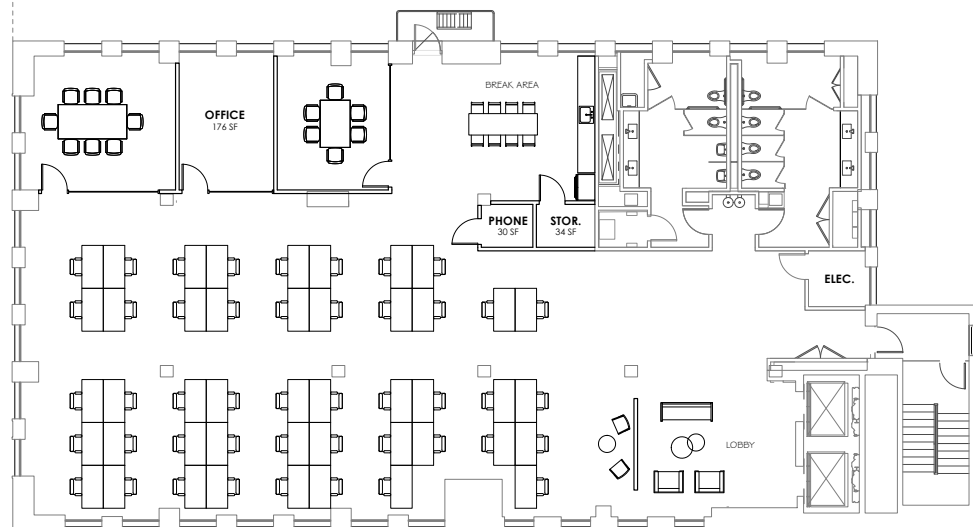 BREAK AREA
OFFICE
176 SF
PHONE
30 SF
STOR.
34 SF
ELEC.
LOBBY